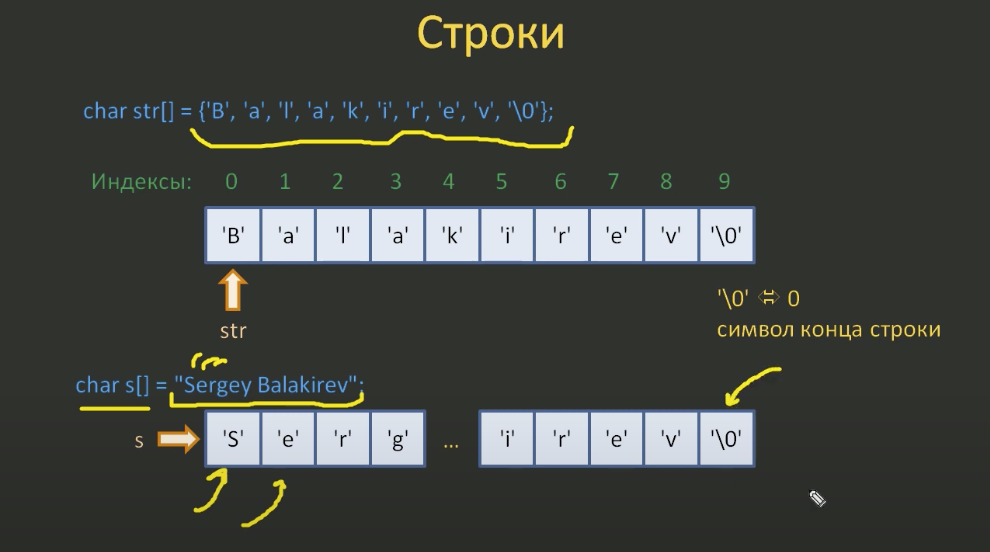 Строки
char str[] = {'B', 'a', 'l', 'a', 'k', 'i', 'r', 'e', 'v', '\0'};
Индексы: 0 1 2 3 4 5 6 7 8 9
'B' 'a' 'l' 'a' 'k' 'i' 'r' 'e' 'v' '\0'
str
'\0' ⇔ 0
символ конца строки
char s[] = "Sergey Balakirev";
s 'S' 'e' 'r' 'g' ... 'i' 'r' 'e' 'v' '\0'